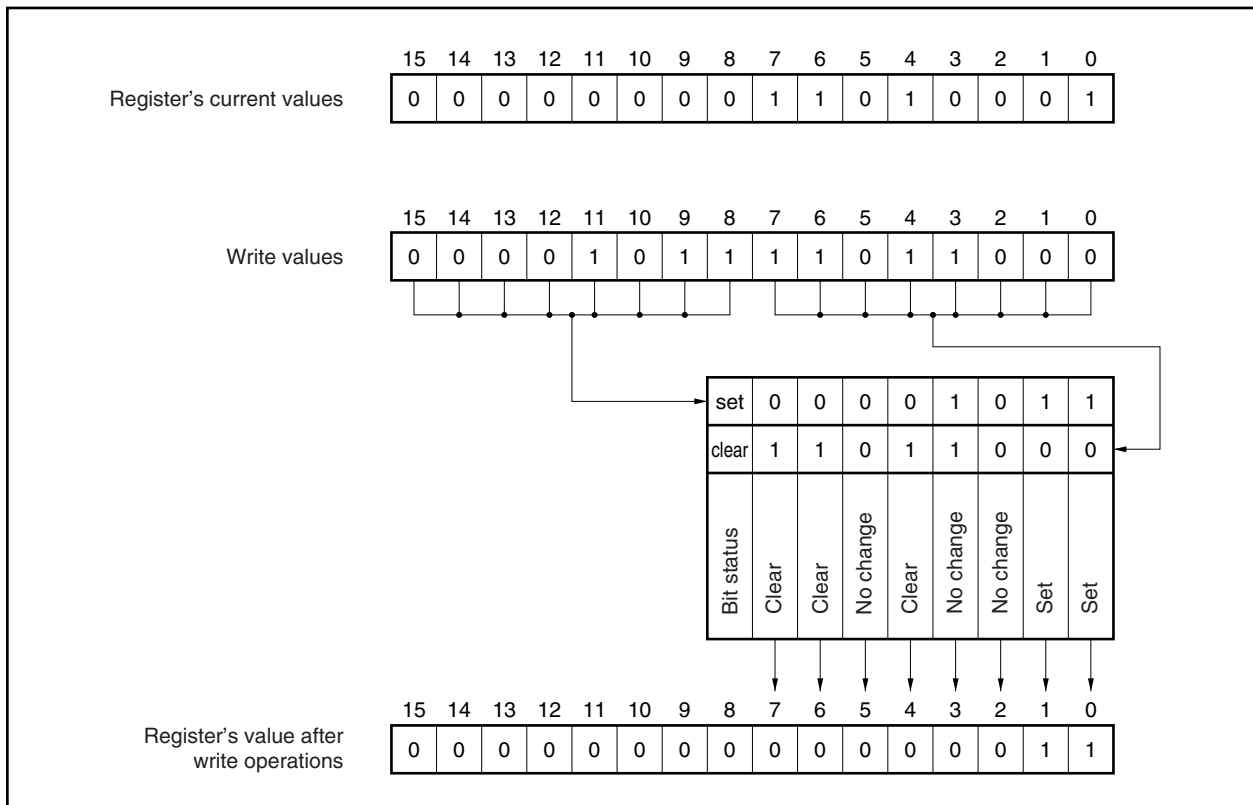 15 14 13 12 11 10 9 8 7 6 5 4 3 2 1 0
Register's current values 0 0 0 0 0 0 0 0 1 1 0 1 0 0 0 1
15 14 13 12 11 10 9 8 7 6 5 4 3 2 1 0
Write values 0 0 0 0 1 0 1 1 1 1 0 1 1 0 0 0
set 0 0 0 0 1 0 1 1
clear 1 1 0 1 1 0 0 0
Bit status Clear Clear No change Clear No change No change Set Set
15 14 13 12 11 10 9 8 7 6 5 4 3 2 1 0
Register's value after
write operations
0 0 0 0 0 0 0 0 0 0 0 0 0 0 1 1